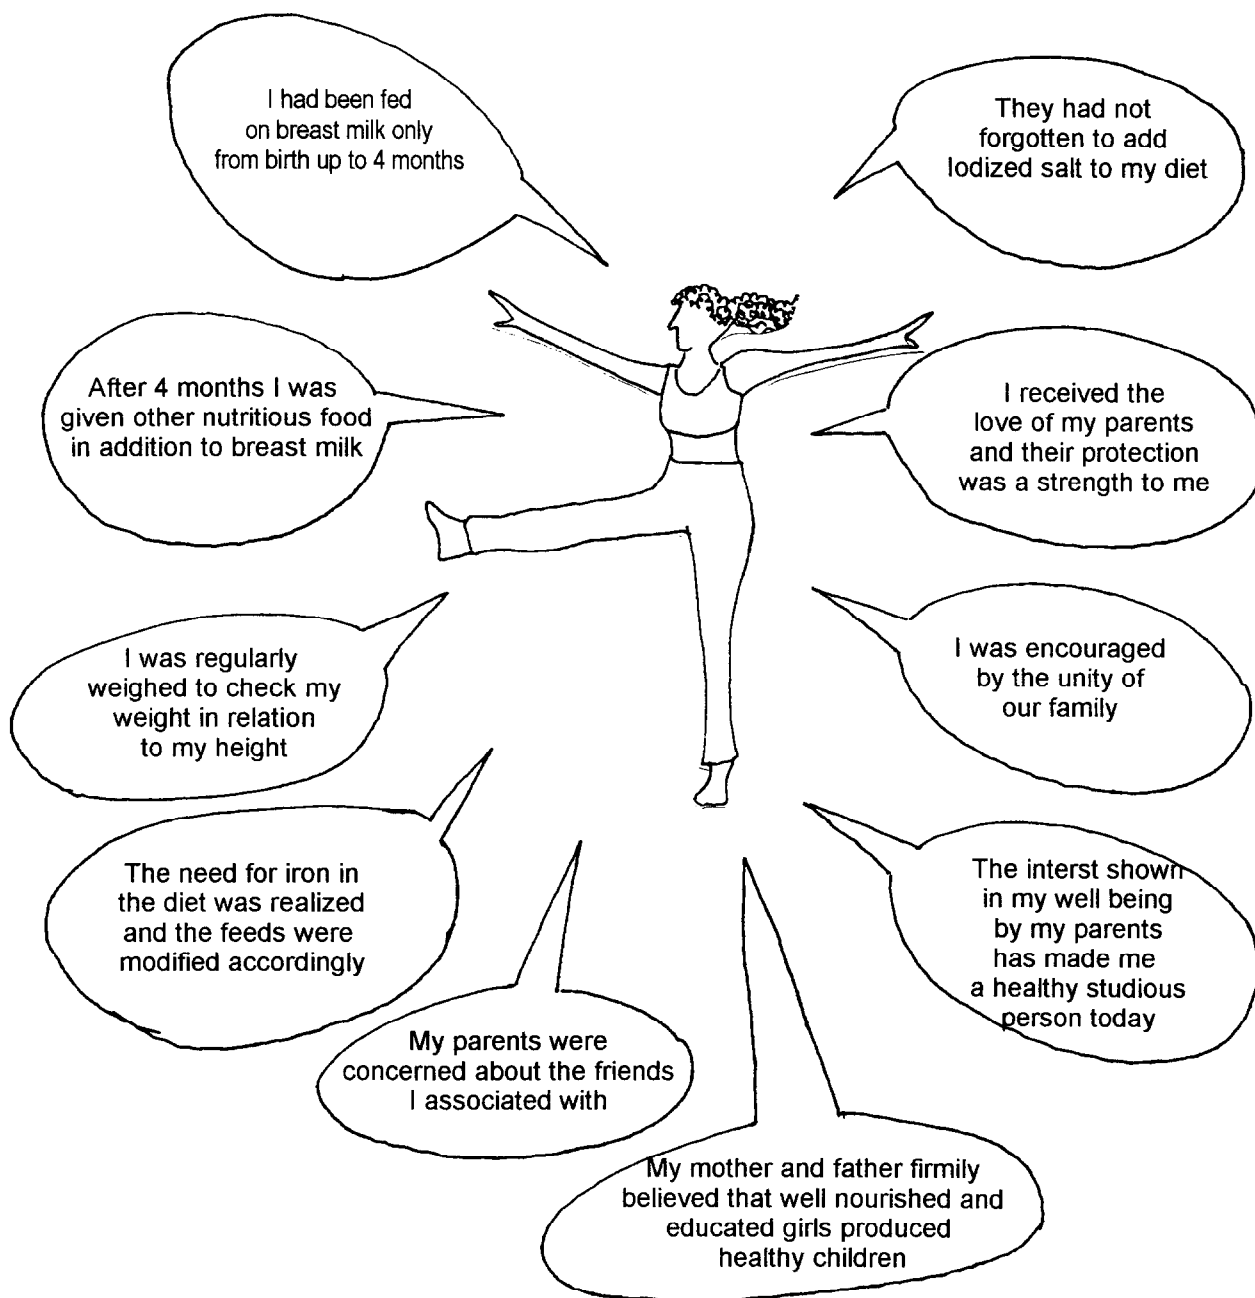 I had been fed
on breast milk only
from birth up to 4 months
They had not
forgotten to add
Iodized salt to my diet
After 4 months I was
given other nutritious food
in addition to breast milk
I received the
love of my parents
and their protection
was a strength to me
I was regularly
weighed to check my
weight in relation
to my height
I was encouraged
by the unity of
our family
The need for iron in
the diet was realized
and the feeds were
modified accordingly
The interst shown
in my well being
by my parents
has made me
a healthy studious
person today
My parents were
concerned about the friends
I associated with
My mother and father firmily
believed that well nourished and
educated girls produced
healthy children